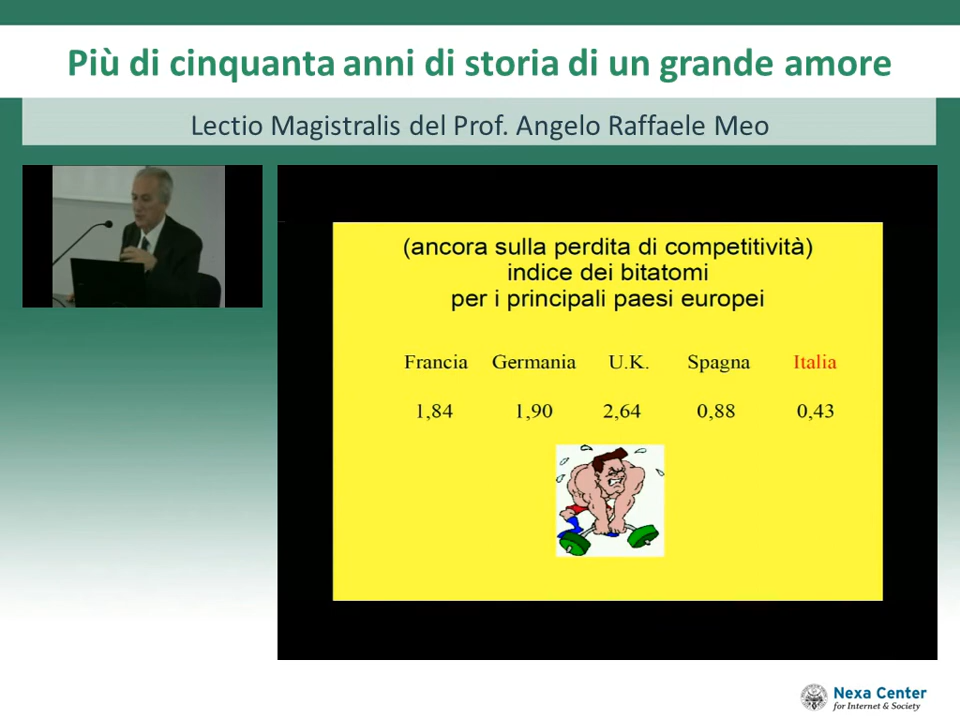 Più di cinquanta anni di storia di un grande amore
Lectio Magistralis del Prof. Angelo Raffaele Meo
(ancora sulla perdita di competitività)
indice dei bitatomi
per i principali paesi europei
Francia Germania U.K. Spagna Italia
1,84 1,90 2,64 0,88 0,43
Nexa Center
for Internet & Society